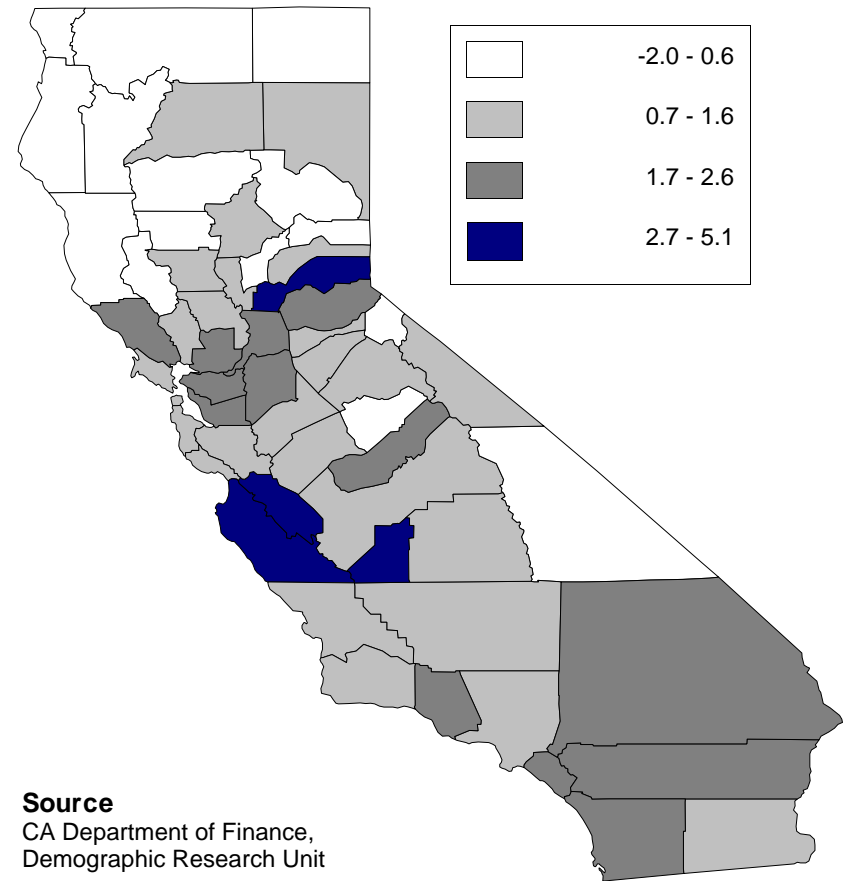 -2.0 - 0.6
0.7 - 1.6
1.7 - 2.6
2.7 - 5.1
Source
CA Department of Finance,
Demographic Research Unit